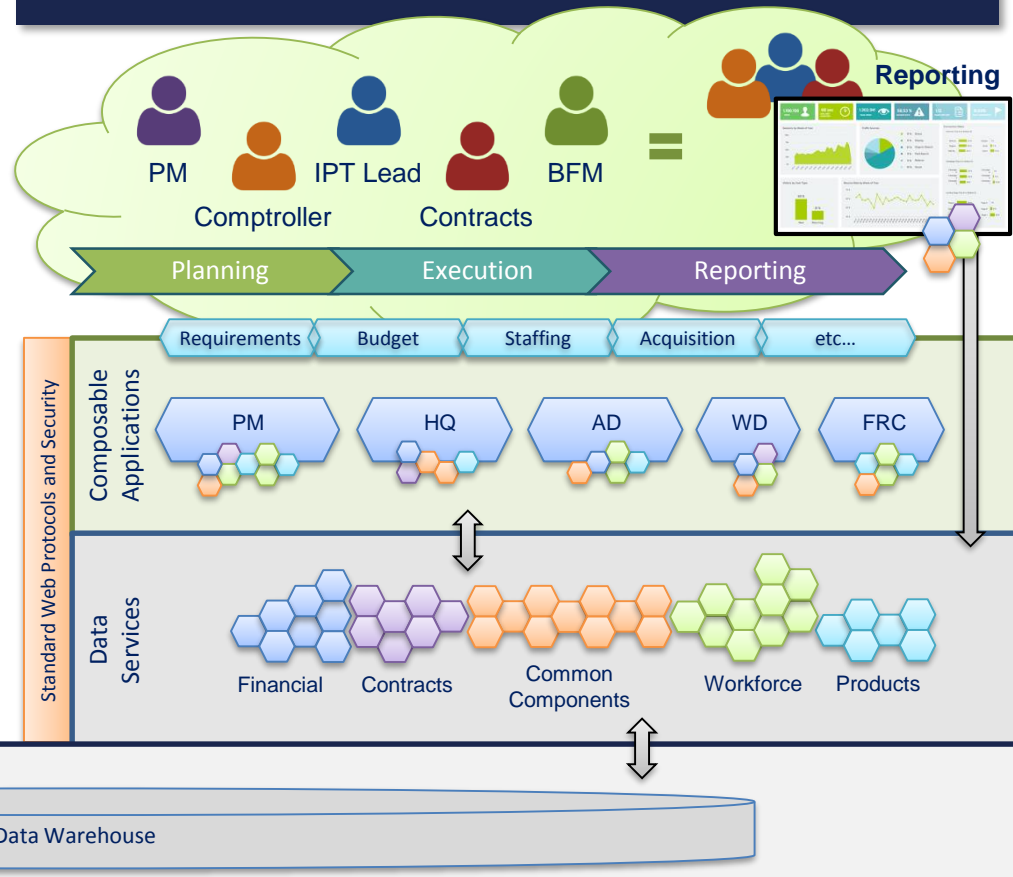 Reporting
PM
IPT Lead
BFM
Comptroller
Contracts
Planning
Execution
Reporting
Requirements
Budget
Staffing
Acquisition
etc...
Standard Web Protocols and Security
Composable
Applications
PM
HQ
AD
WD
FRC
Data
Services
Financial
Contracts
Common
Components
Workforce
Products
Data Warehouse